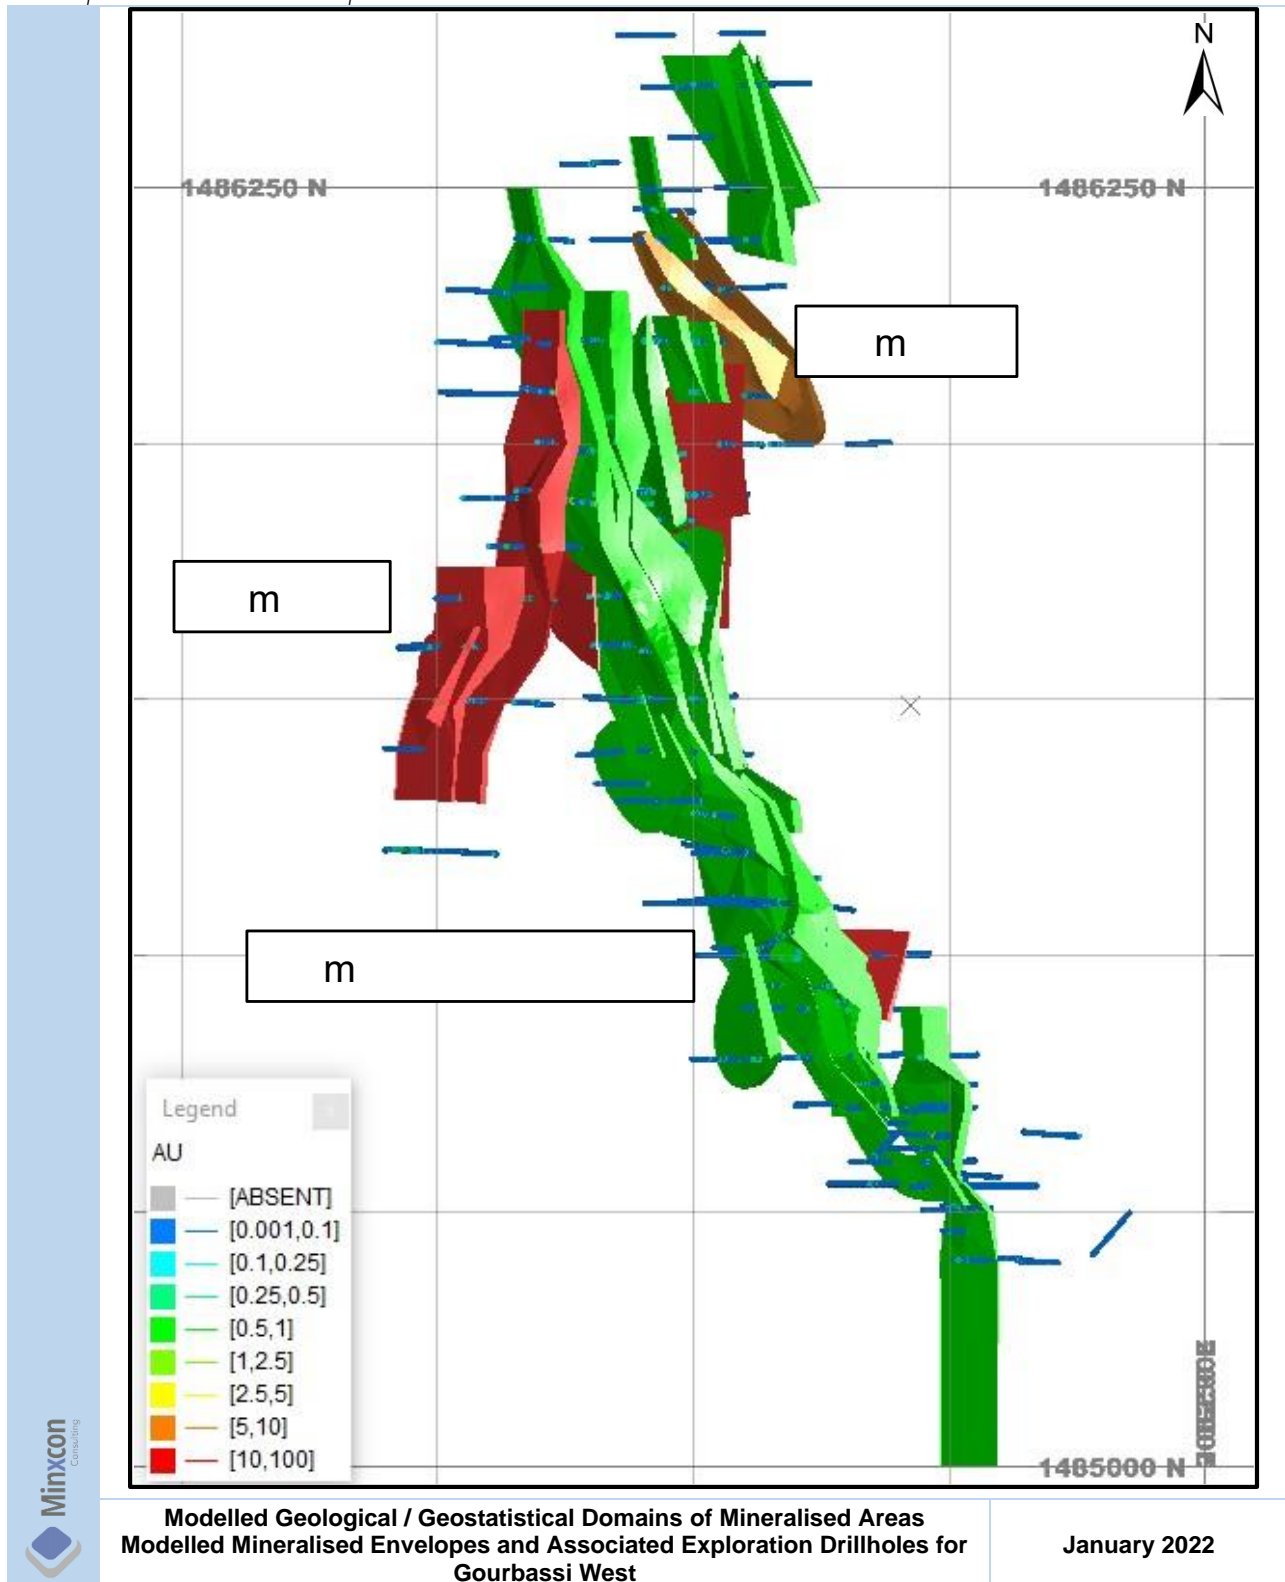 N
1486250 N
1486250 N
m
m
m
Legend
AU
[ABSENT]
[0.001,0.1]
[0.1,0.25]
[0.25,0.5]
[0.5,1]
[1,2.5]
[2.5,5]
[5,10]
[10,100]
1485000 N
Minxcon
Consulting
Modelled Geological / Geostatistical Domains of Mineralised Areas
Modelled Mineralised Envelopes and Associated Exploration Drillholes for
Gourbassi West
January 2022